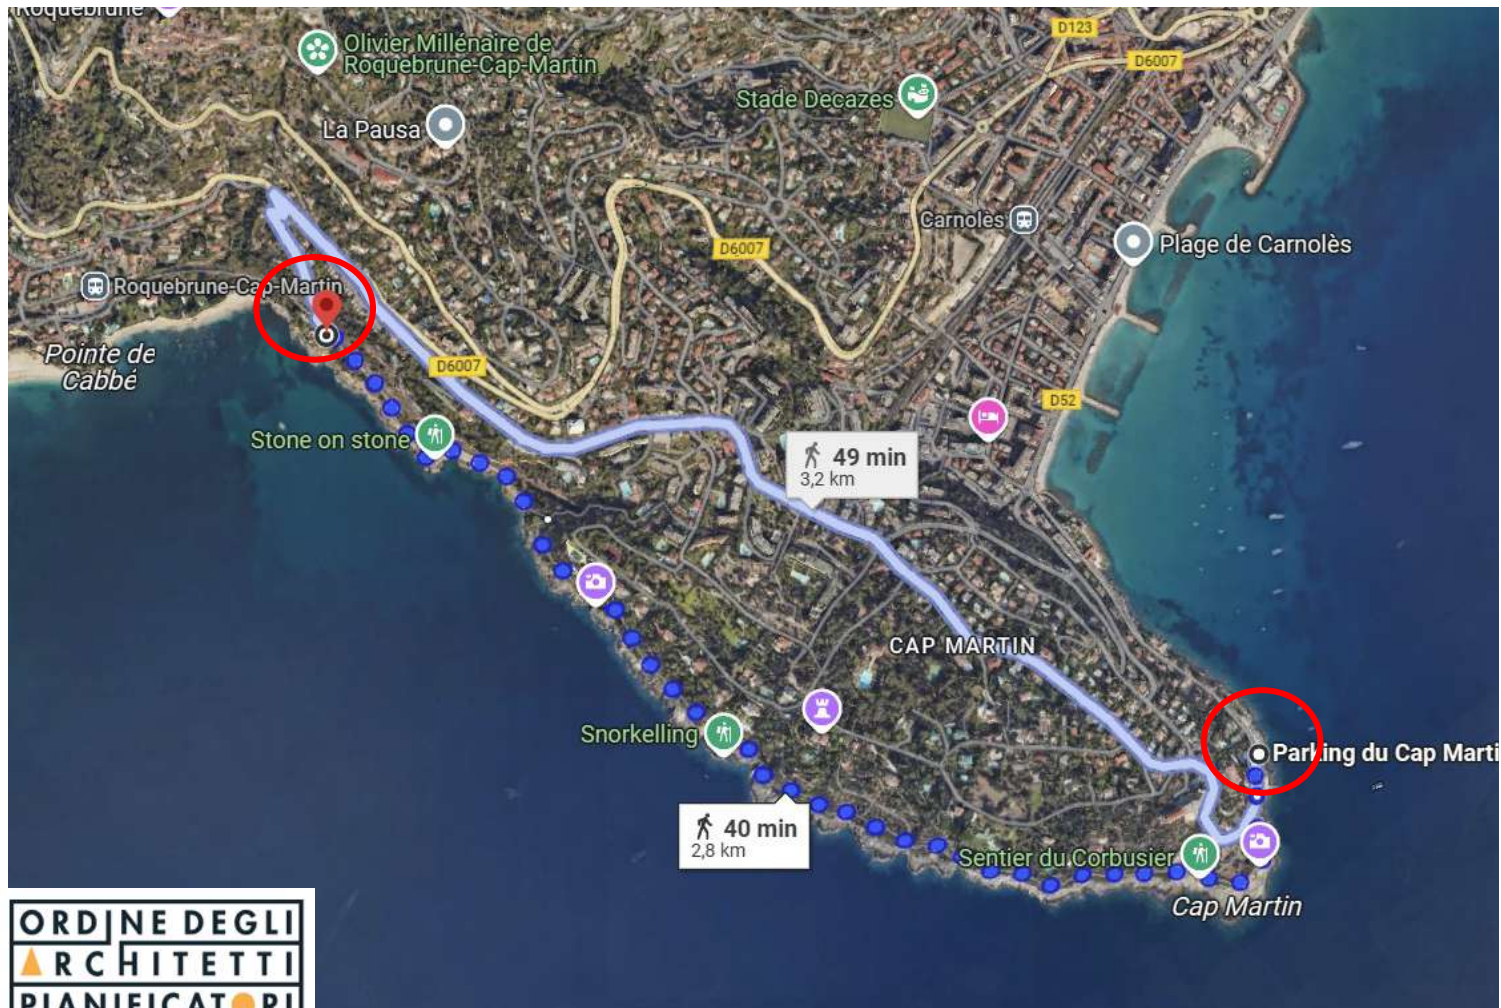 Roquebrune
Olivier Millénaire de
Roquebrune-Cap-Martin
La Pausa
Stade Decazes
D123
D6007
Carnolès
D6007
Plage de Carnolès
Roquebrune-Cap-Martin
Pointe de
Cabbé
D6007
D52
Stone on stone
49 min
3,2 km
CAP MARTIN
Snorkelling
Parking du Cap Marti
40 min
2,8 km
Sentier du Corbusier
Cap Martin
ORDINE DEGLI
ARCHITETTI
PIANIFICATORI